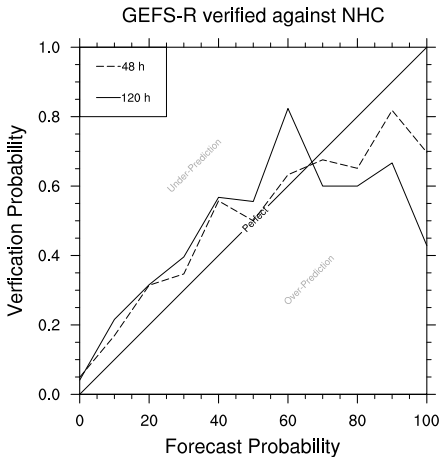 GEFS-R verified against NHC
48 h
120 h
Under-Prediction
Perfect
Over-Prediction
Verfication Probability
1.0
0.8
0.6
0.4
0.2
0.0
0
20
40
60
80
100
Forecast Probability